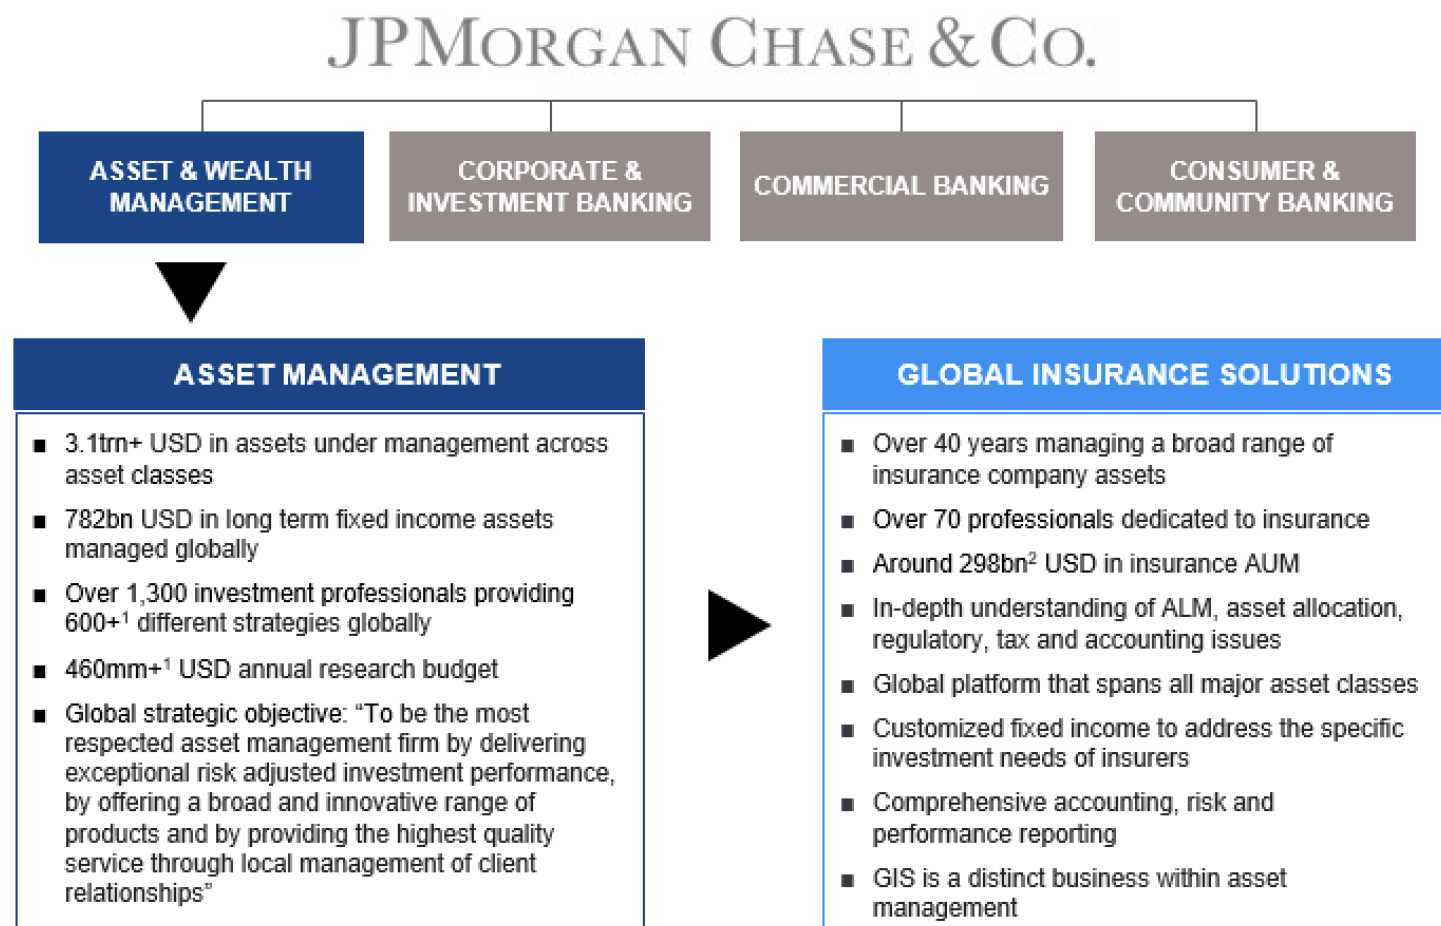 JPMORGAN CHASE & CO.
ASSET & WEALTH
MANAGEMENT
CORPORATE &
INVESTMENT BANKING
COMMERCIAL BANKING
CONSUMER &
COMMUNITY BANKING
ASSET MANAGEMENT
■ 3.1trn+ USD in assets under management across
asset classes
■ 782bn USD in long term fixed income assets
managed globally
■ Over 1,300 investment professionals providing
600+¹ different strategies globally
■ 460mm+¹ USD annual research budget
■ Global strategic objective: “To be the most
respected asset management firm by delivering
exceptional risk adjusted investment performance,
by offering a broad and innovative range of
products and by providing the highest quality
service through local management of client
relationships”
GLOBAL INSURANCE SOLUTIONS
■ Over 40 years managing a broad range of
insurance company assets
■ Over 70 professionals dedicated to insurance
■ Around 298bn² USD in insurance AUM
■ In-depth understanding of ALM, asset allocation,
regulatory, tax and accounting issues
■ Global platform that spans all major asset classes
■ Customized fixed income to address the specific
investment needs of insurers
■ Comprehensive accounting, risk and
performance reporting
■ GIS is a distinct business within asset
management